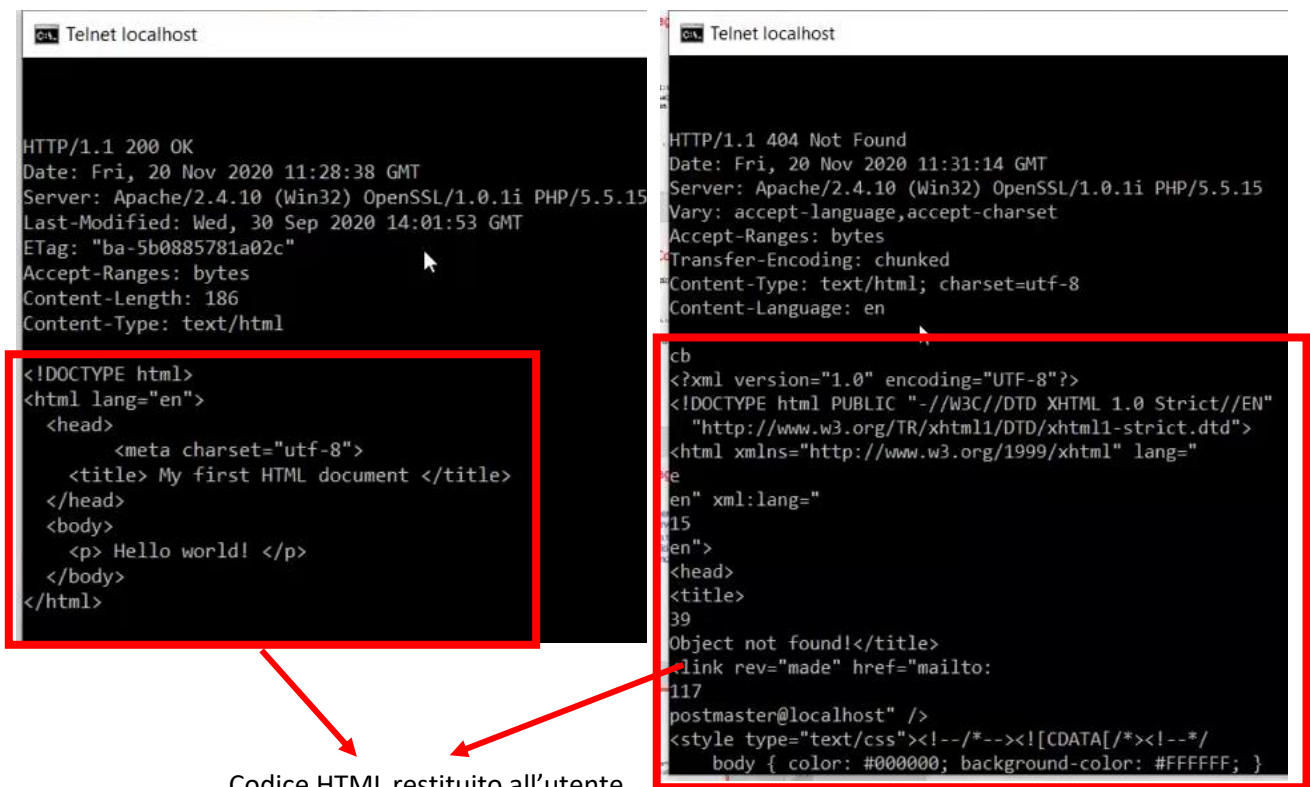 Telnet localhost
HTTP/1.1 200 OK
Date: Fri, 20 Nov 2020 11:28:38 GMT
Server: Apache/2.4.10 (Win32) OpenSSL/1.0.1i PHP/5.5.15
Last-Modified: Wed, 30 Sep 2020 14:01:53 GMT
ETag: "ba-5b0885781a02c"
Accept-Ranges: bytes
Content-Length: 186
Content-Type: text/html
<!DOCTYPE html>
<html lang="en">
<head>
<meta charset="utf-8">
<title> My first HTML document </title>
</head>
<body>
<p> Hello world! </p>
</body>
</html>
Telnet localhost
HTTP/1.1 404 Not Found
Date: Fri, 20 Nov 2020 11:31:14 GMT
Server: Apache/2.4.10 (Win32) OpenSSL/1.0.1i PHP/5.5.15
Vary: accept-language,accept-charset
Accept-Ranges: bytes
Transfer-Encoding: chunked
Content-Type: text/html; charset=utf-8
Content-Language: en
cb
<?xml version="1.0" encoding="UTF-8"?>
<!DOCTYPE html PUBLIC "-//W3C//DTD XHTML 1.0 Strict//EN"
"http://www.w3.org/TR/xhtml1/DTD/xhtml1-strict.dtd">
<html xmlns="http://www.w3.org/1999/xhtml" lang="
e
en" xml:lang="
15
en">
<head>
<title>
39
Object not found!</title>
<link rev="made" href="mailto:
117
postmaster@localhost" />
<style type="text/css"><!--/*--><![CDATA[/*><!--*/
body { color: #000000; background-color: #FFFFFF; }
Codice HTML restituito all'utente